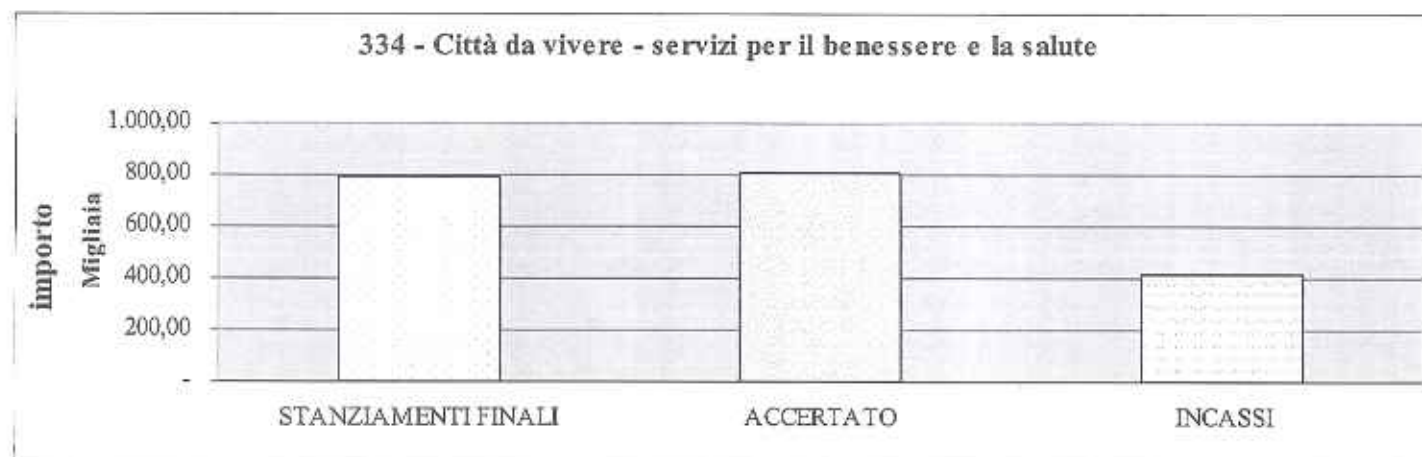 334 - Città da vivere - servizi per il benessere e la salute
importo
Migliaia
1.000,00
800,00
600,00
400,00
200,00
-
STANZIAMENTI FINALI
ACCERTATO
INCASSI